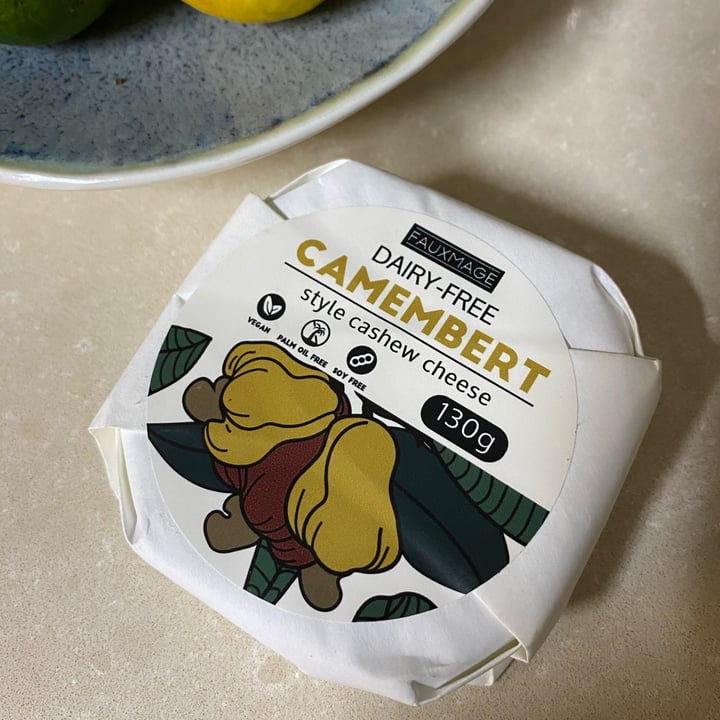 FAUXMAGE
DAIRY-FREE
CAMEMBERT
style cashew cheese
VEGAN
PALM OIL FREE
SOY FREE
130g